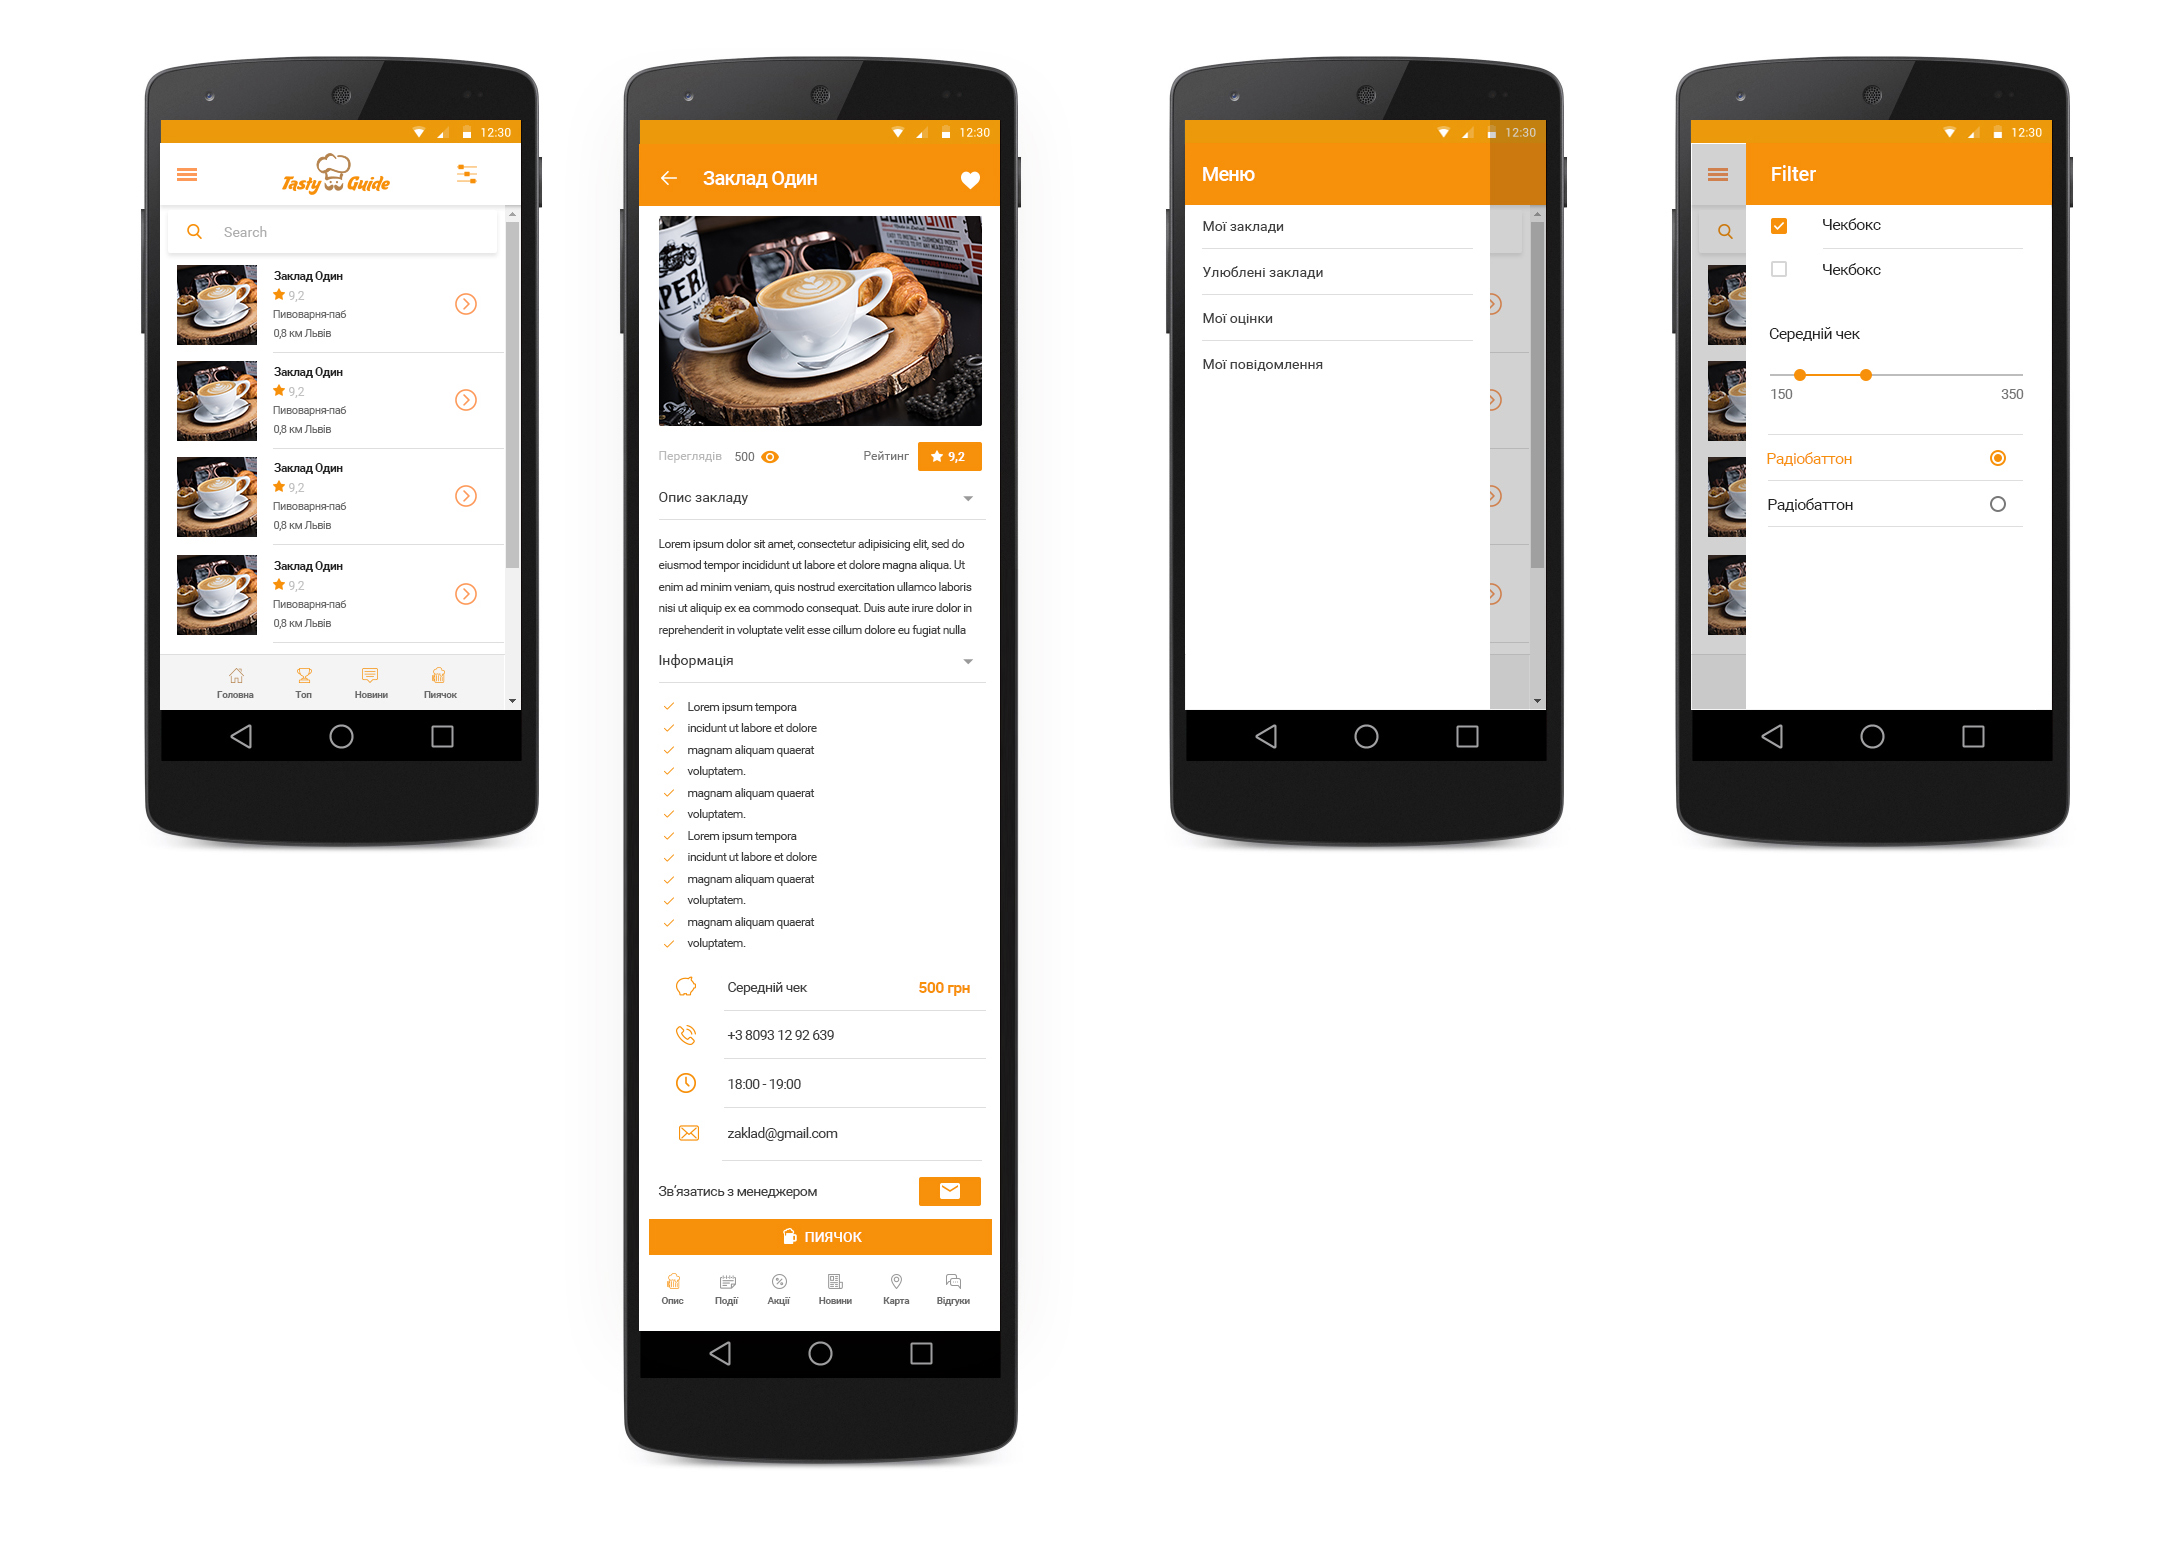 12:30
Tasty Guide
Search
Заклад Один
9,2
Пивоварня-паб
0,8 км Львів
Заклад Один
9,2
Пивоварня-паб
0,8 км Львів
Заклад Один
9,2
Пивоварня-паб
0,8 км Львів
Заклад Один
9,2
Пивоварня-паб
0,8 км Львів
Головна Топ Новини Пиячок
12:30
Заклад Один
Переглядів 500 Рейтинг 9,2
Опис закладу
Lorem ipsum dolor sit amet, consectetur adipisicing elit, sed do
eiusmod tempor incididunt ut labore et dolore magna aliqua. Ut
enim ad minim veniam, quis nostrud exercitation ullamco laboris
nisi ut aliquip ex ea commodo consequat. Duis aute irure dolor in
reprehenderit in voluptate velit esse cillum dolore eu fugiat nulla
Інформація
Lorem ipsum tempora
incidunt ut labore et dolore
magnam aliquam quaerat
voluptatem.
magnam aliquam quaerat
voluptatem.
Lorem ipsum tempora
incidunt ut labore et dolore
magnam aliquam quaerat
voluptatem.
magnam aliquam quaerat
voluptatem.
Середній чек 500 грн
+3 8093 12 92 639
18:00 - 19:00
zaklad@gmail.com
Зв'язатись з менеджером
ПИЯЧОК
Опис Події Акції Новини Карта Відгуки
12:30
Меню
Мої заклади
Улюблені заклади
Мої оцінки
Мої повідомлення
12:30
Filter
Чекбокс
Чекбокс
Середній чек
150 350
Радіобаттон
Радіобаттон